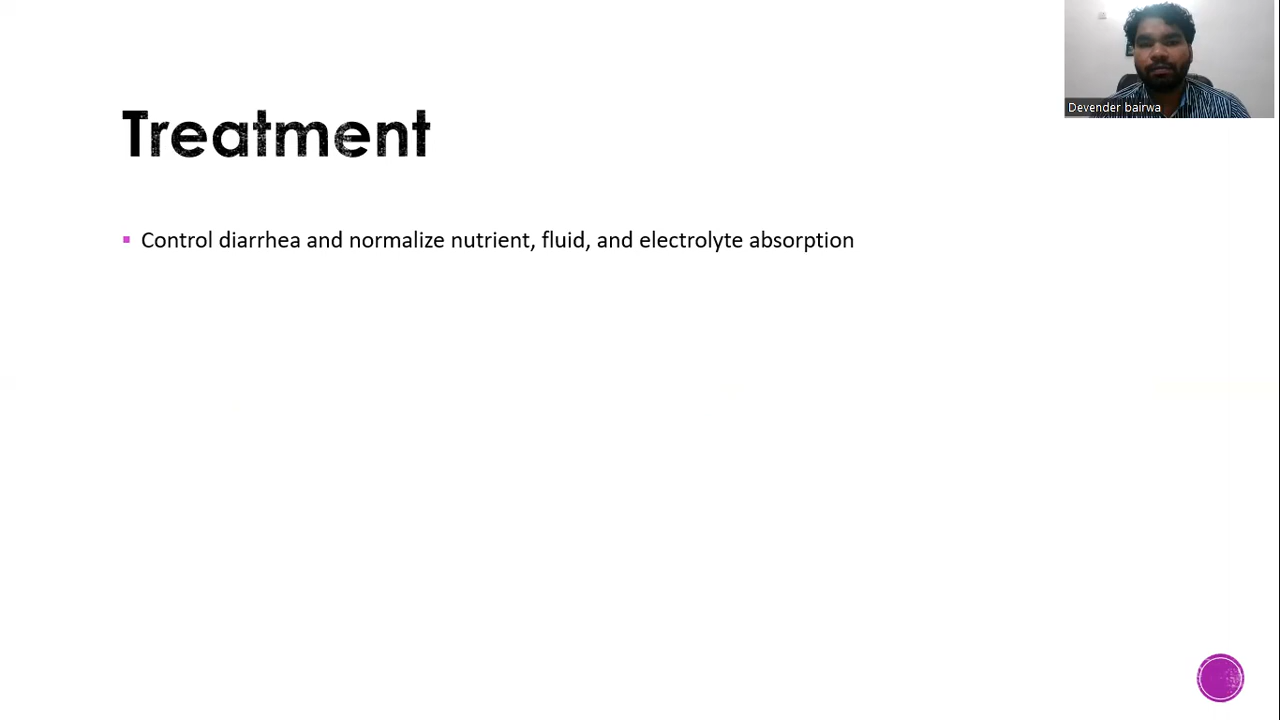 Devender bairwa
Treatment
Control diarrhea and normalize nutrient, fluid, and electrolyte absorption